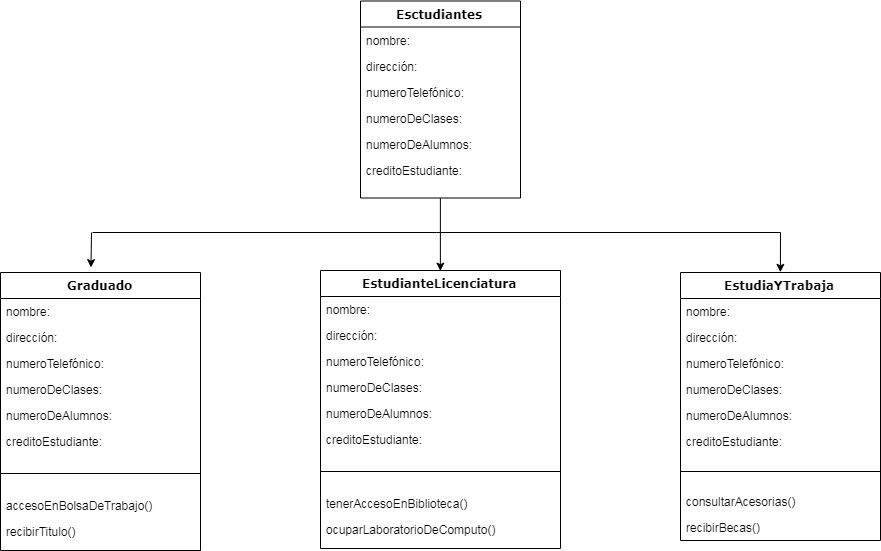 Esctudiantes
nombre:
dirección:
numeroTelefónico:
numeroDeClases:
numeroDeAlumnos:
creditoEstudiante:
Graduado
nombre:
dirección:
numeroTelefónico:
numeroDeClases:
numeroDeAlumnos:
creditoEstudiante:
accesoEnBolsaDeTrabajo()
recibirTitulo()
EstudianteLicenciatura
nombre:
dirección:
numeroTelefónico:
numeroDeClases:
numeroDeAlumnos:
creditoEstudiante:
tenerAccesoEnBiblioteca()
ocuparLaboratorioDeComputo()
EstudiaYTrabaja
nombre:
dirección:
numeroTelefónico:
numeroDeClases:
numeroDeAlumnos:
creditoEstudiante:
consultarAcesorias()
recibirBecas()